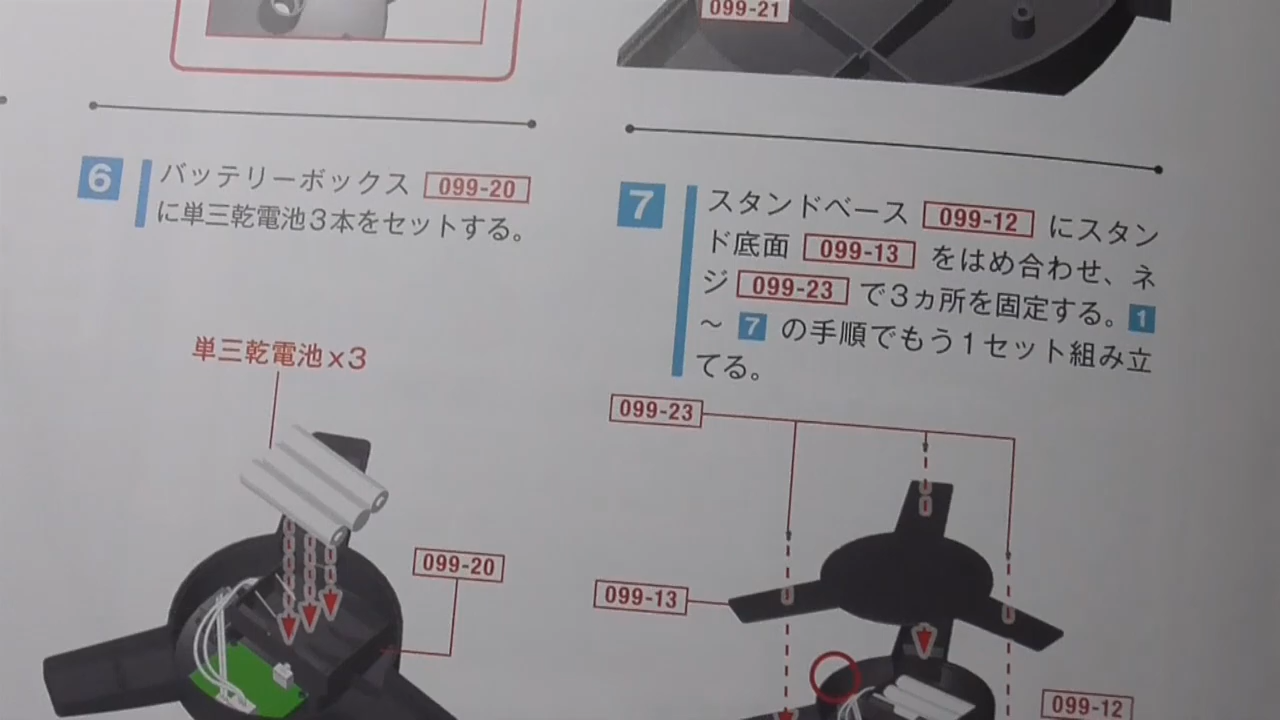 099-21
6 バッテリーボックス 099-20
に単三乾電池3本をセットする。
単三乾電池x3
099-20
7 スタンドベース 099-12 にスタン
ド底面 099-13 をはめ合わせ、ネ
ジ 099-23 で3ヵ所を固定する。1
～ 7 の手順でもう1セット組み立
てる。
099-23
099-13
099-12